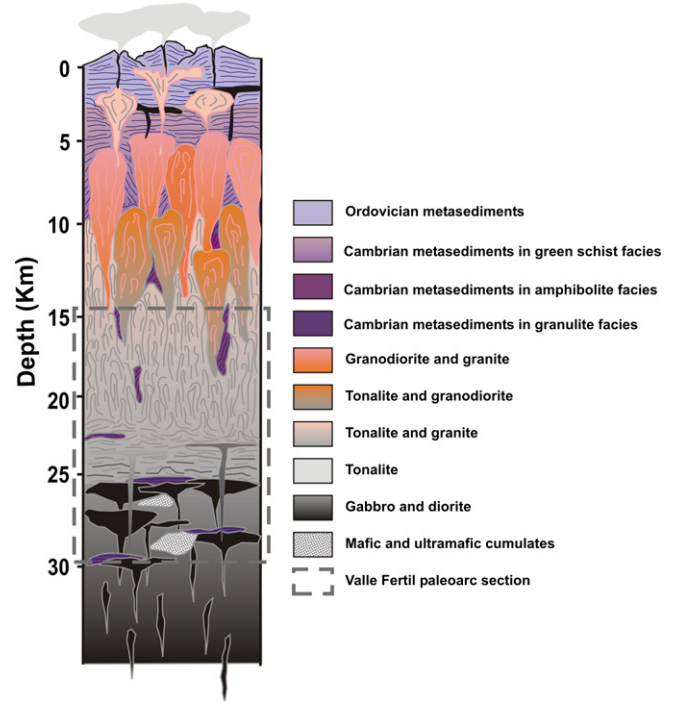 0
5
10
15
20
25
30
Depth (Km)
Ordovician metasediments
Cambrian metasediments in green schist facies
Cambrian metasediments in amphibolite facies
Cambrian metasediments in granulite facies
Granodiorite and granite
Tonalite and granodiorite
Tonalite and granite
Tonalite
Gabbro and diorite
Mafic and ultramafic cumulates
Valle Fertil paleoarc section